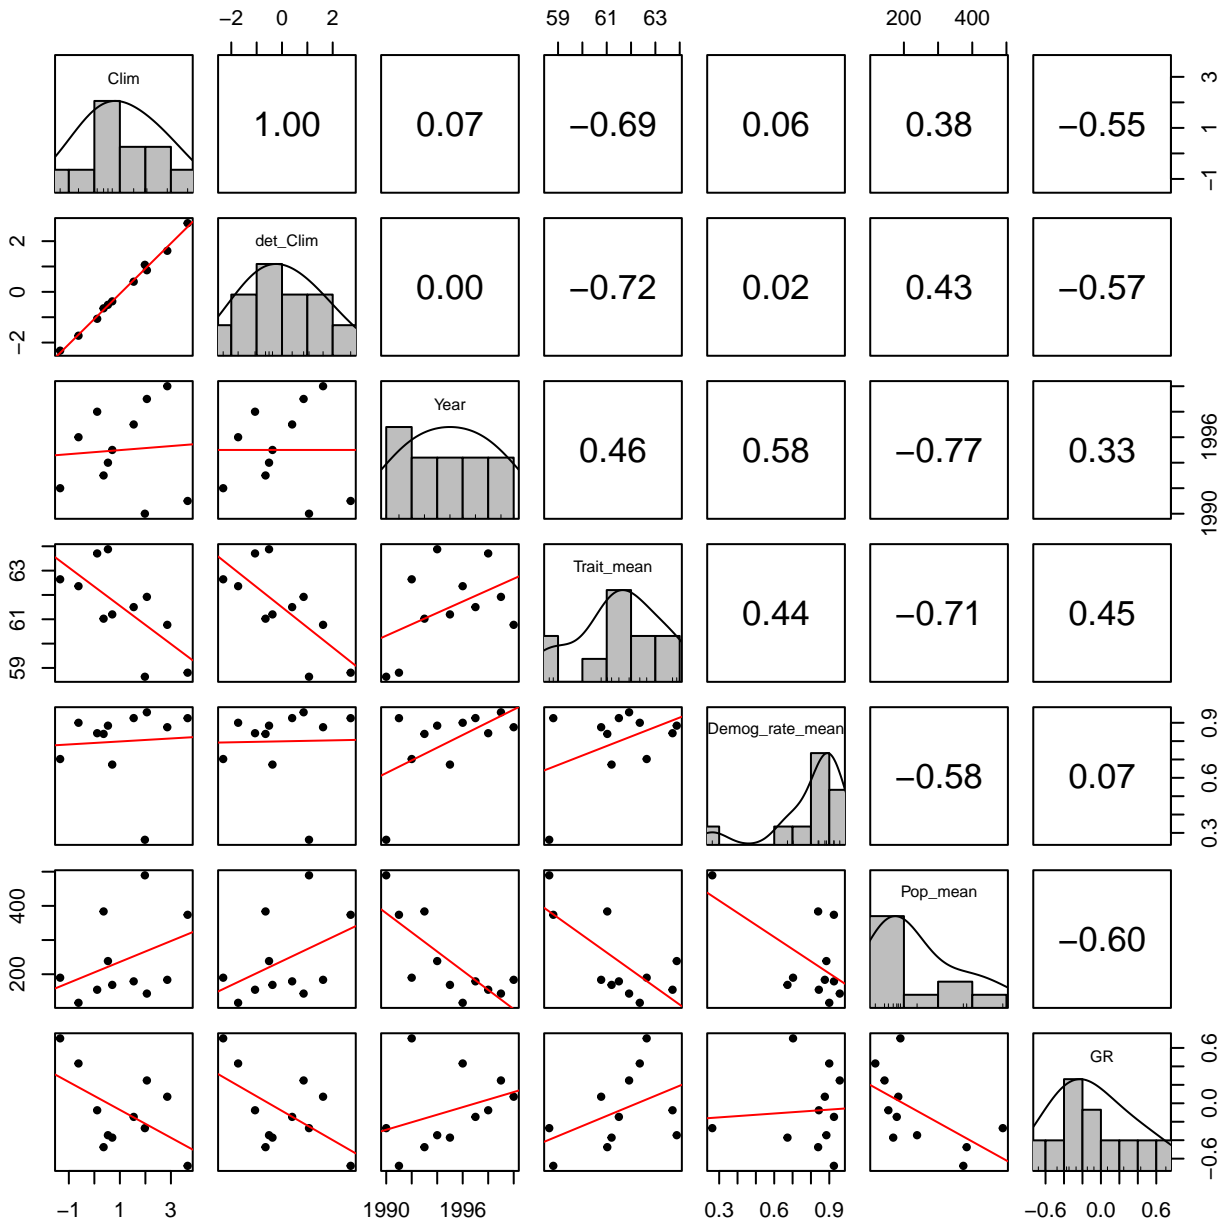 −2 0 2 59 61 63 200 400
Clim 1.00 0.07 −0.69 0.06 0.38 −0.55 −1 1 3
−2 0 2 det_Clim 0.00 −0.72 0.02 0.43 −0.57
Year 0.46 0.58 −0.77 0.33 1990 1996
59 61 63 Trait_mean 0.44 −0.71 0.45
Demog_rate_mean −0.58 0.07 0.3 0.6 0.9
200 400 Pop_mean −0.60
GR −0.6 0.0 0.6
−1 1 3 1990 1996 0.3 0.6 0.9 −0.6 0.0 0.6